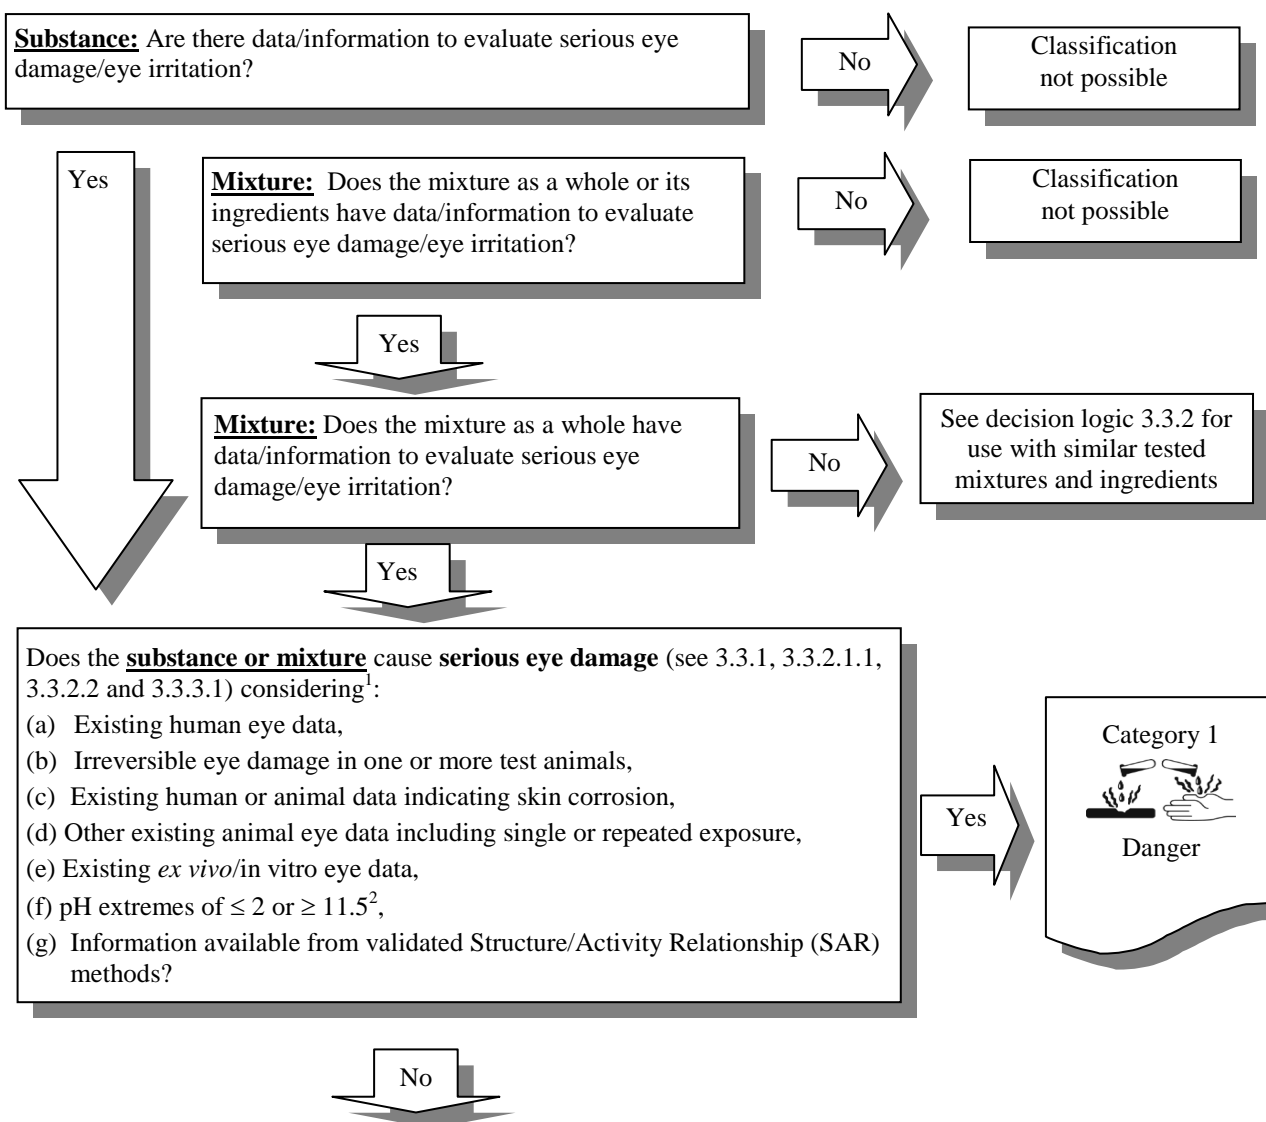 Substance: Are there data/information to evaluate serious eye
damage/eye irritation?
No
Classification
not possible
Yes
Mixture: Does the mixture as a whole or its
ingredients have data/information to evaluate
serious eye damage/eye irritation?
No
Classification
not possible
Yes
Mixture: Does the mixture as a whole have
data/information to evaluate serious eye
damage/eye irritation?
No
See decision logic 3.3.2 for
use with similar tested
mixtures and ingredients
Yes
Does the substance or mixture cause serious eye damage (see 3.3.1, 3.3.2.1.1,
3.3.2.2 and 3.3.3.1) considering¹:
(a) Existing human eye data,
(b) Irreversible eye damage in one or more test animals,
(c) Existing human or animal data indicating skin corrosion,
(d) Other existing animal eye data including single or repeated exposure,
(e) Existing ex vivo/in vitro eye data,
(f) pH extremes of ≤ 2 or ≥ 11.5²,
(g) Information available from validated Structure/Activity Relationship (SAR)
methods?
Yes
Category 1
Danger
No